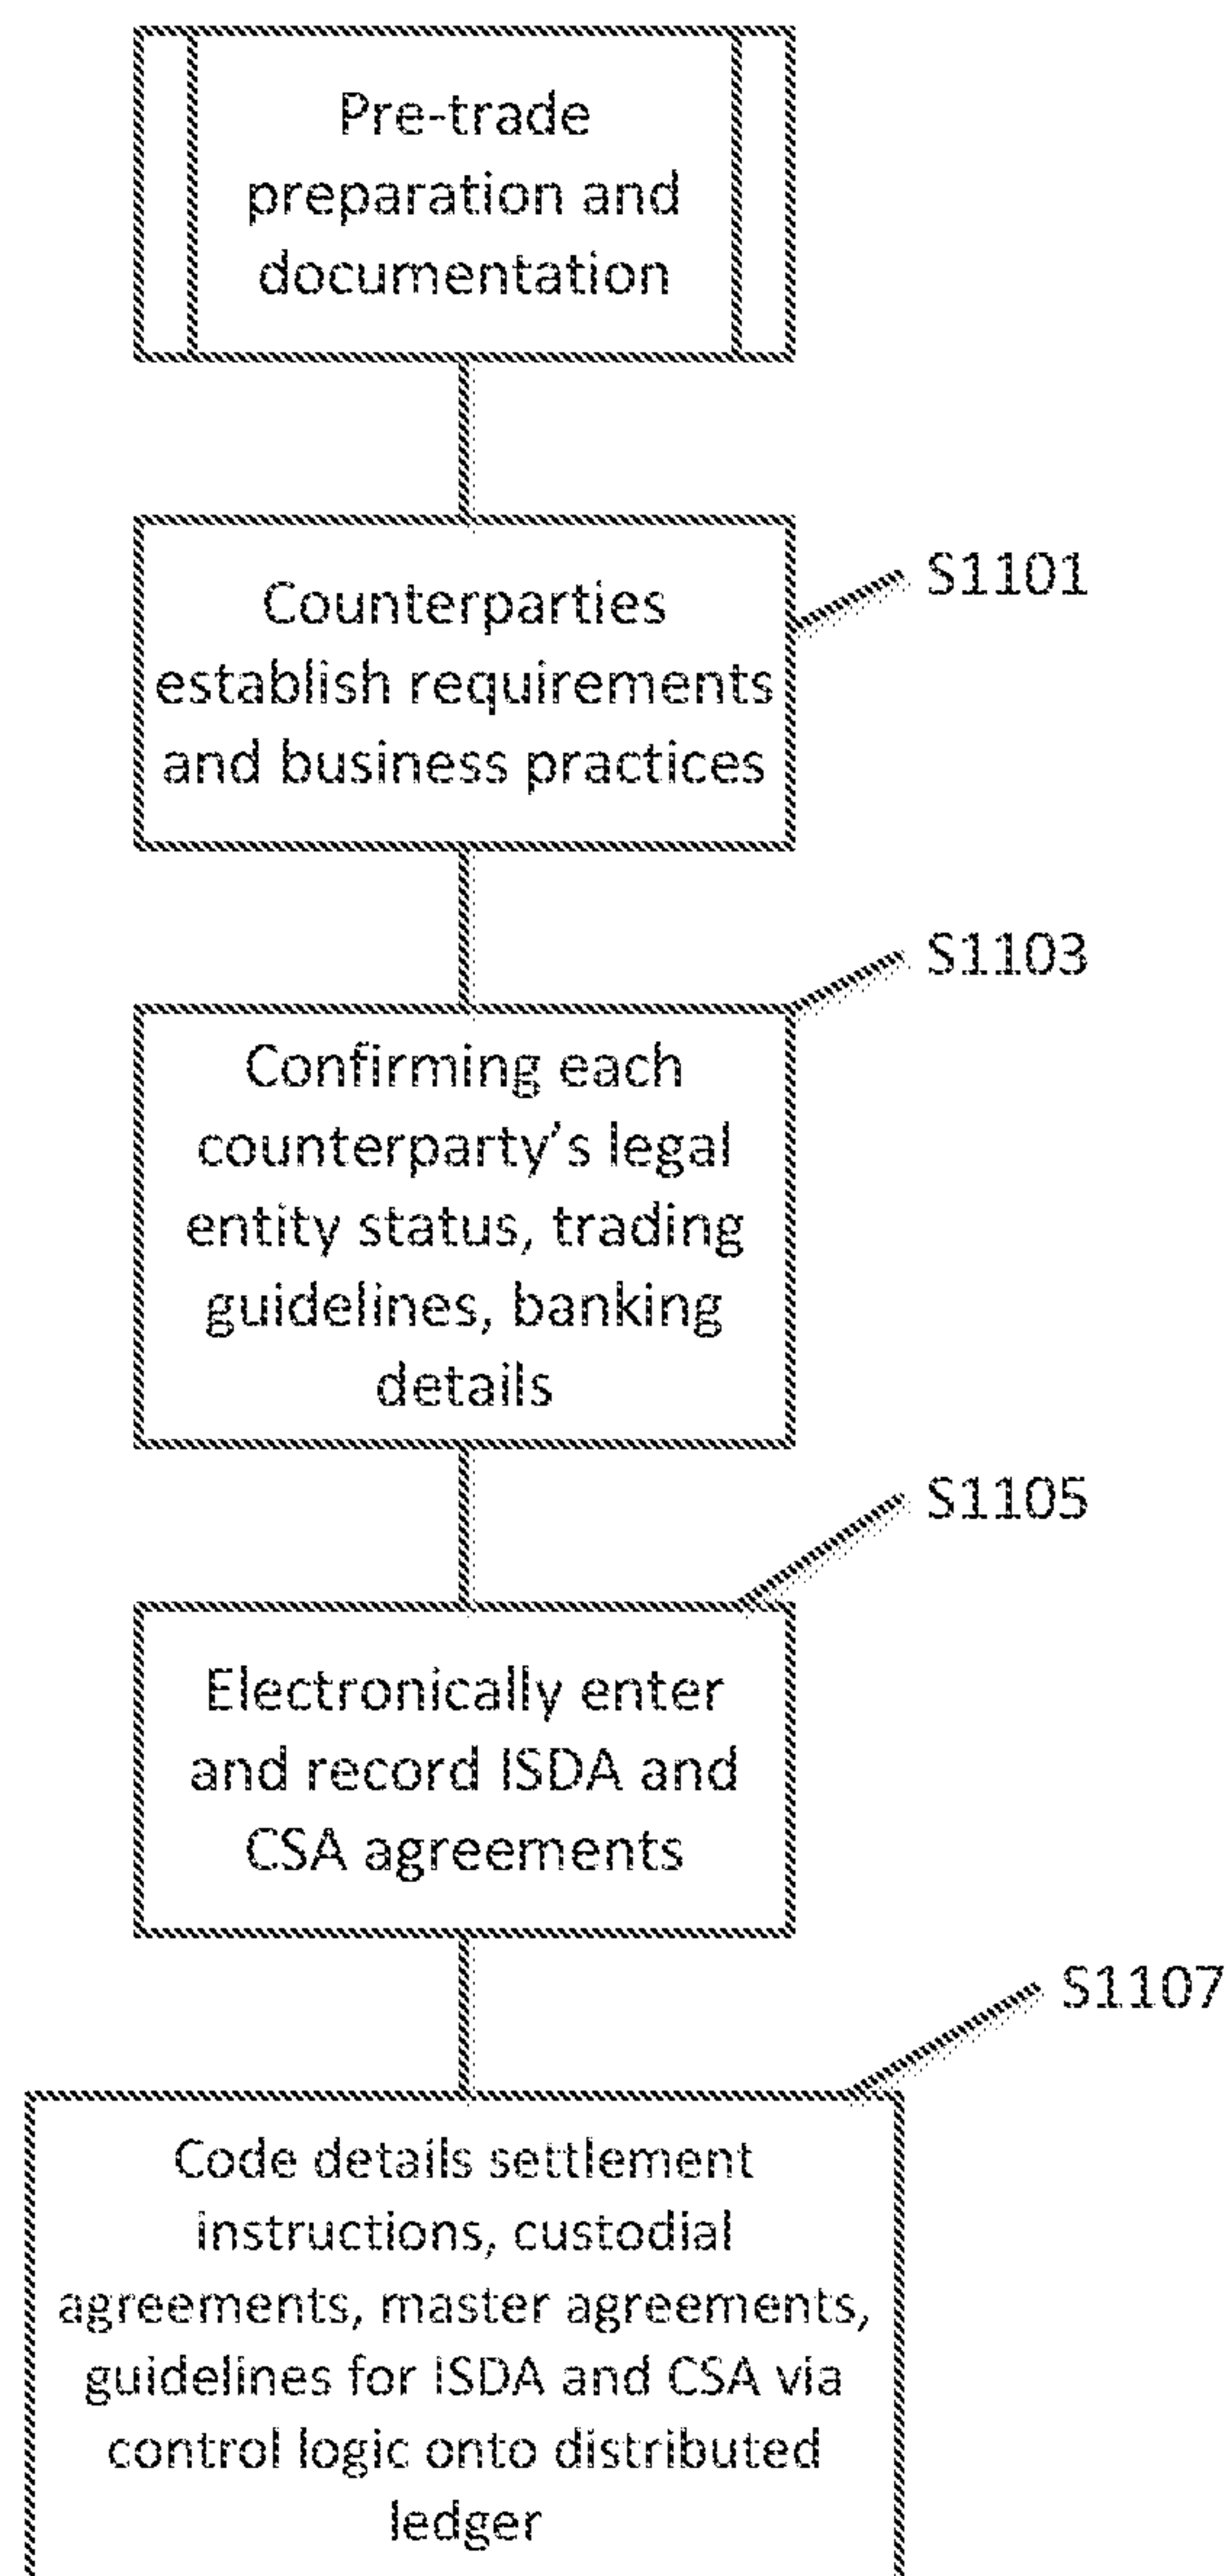 Pre-trade
preparation and
documentation
Counterparties
establish requirements
and business practices
S1101
Confirming each
counterparty's legal
entity status, trading
guidelines, banking
details
S1103
Electronically enter
and record ISDA and
CSA agreements
S1105
Code details settlement
instructions, custodial
agreements, master agreements,
guidelines for ISDA and CSA via
control logic onto distributed
ledger
S1107